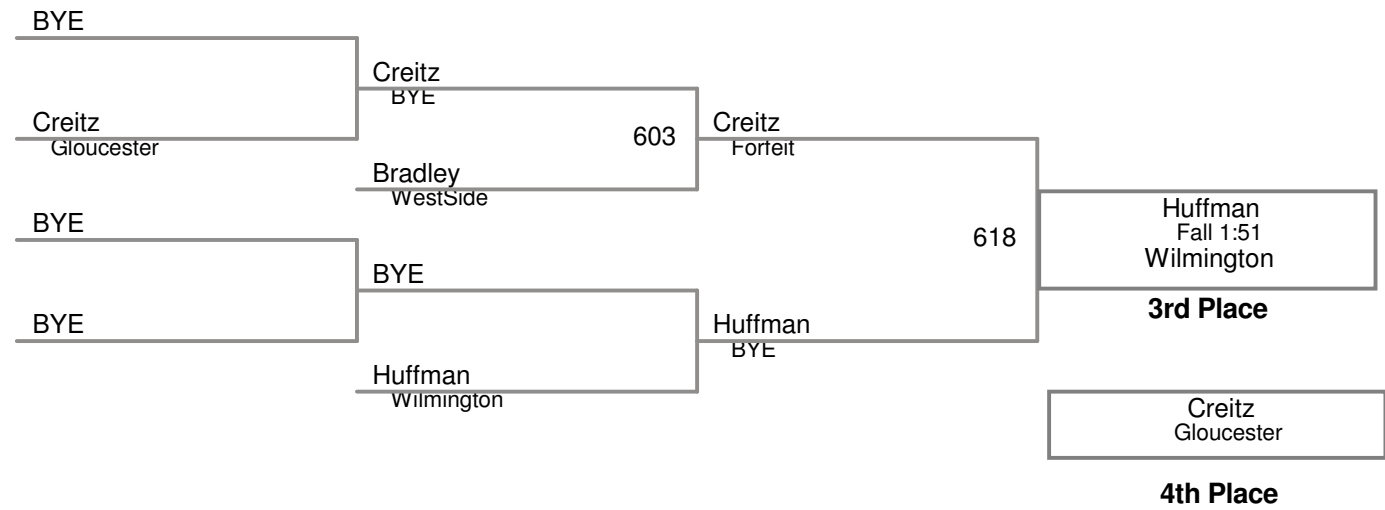 BYE
Creitz
BYE
Creitz
Gloucester
603
Creitz
Forfeit
Bradley
WestSide
BYE
618
Huffman
Fall 1:51
Wilmington
3rd Place
BYE
BYE
Huffman
BYE
Huffman
Wilmington
Creitz
Gloucester
4th Place